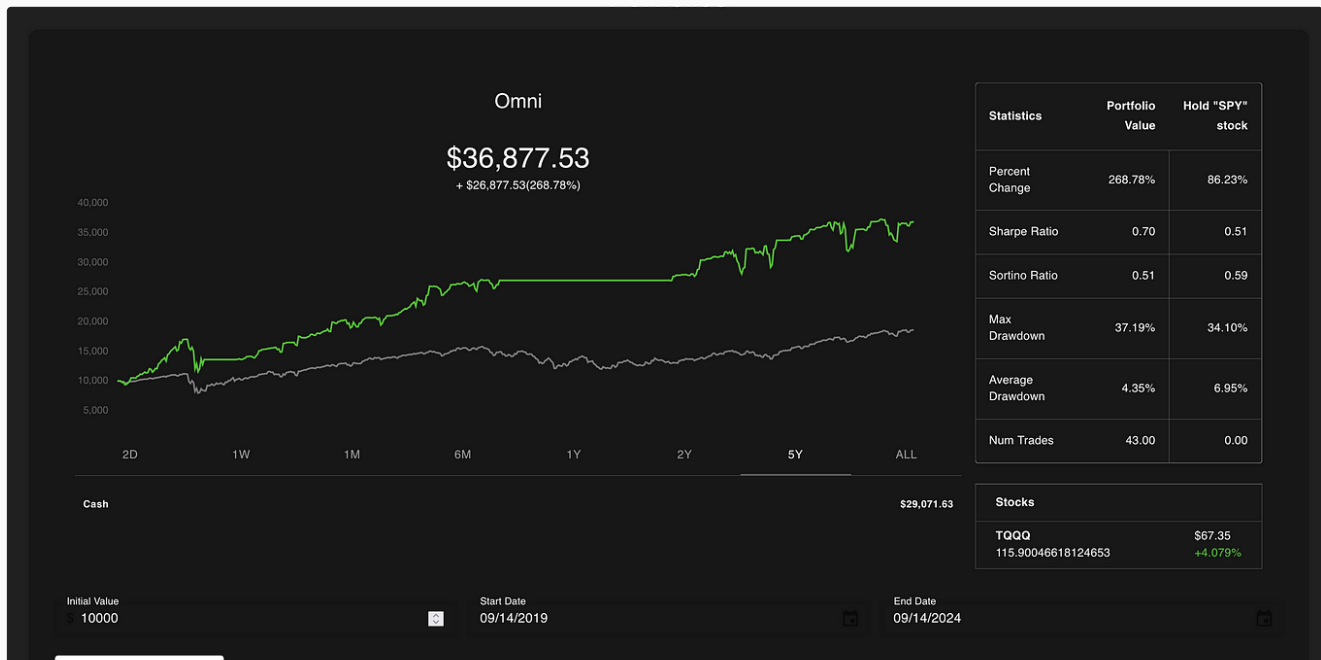 Omni
$36,877.53
+ $26,877.53(268.78%)
40,000
35,000
30,000
25,000
20,000
15,000
10,000
5,000
2D 1W 1M 6M 1Y 2Y 5Y ALL
Cash $29,071.63
Statistics Portfolio Value Hold "SPY" stock
Percent Change 268.78% 86.23%
Sharpe Ratio 0.70 0.51
Sortino Ratio 0.51 0.59
Max Drawdown 37.19% 34.10%
Average Drawdown 4.35% 6.95%
Num Trades 43.00 0.00
Stocks
TQQQ $67.35
115.90046618124653 +4.079%
Initial Value Start Date End Date
$ 10000 09/14/2019 09/14/2024